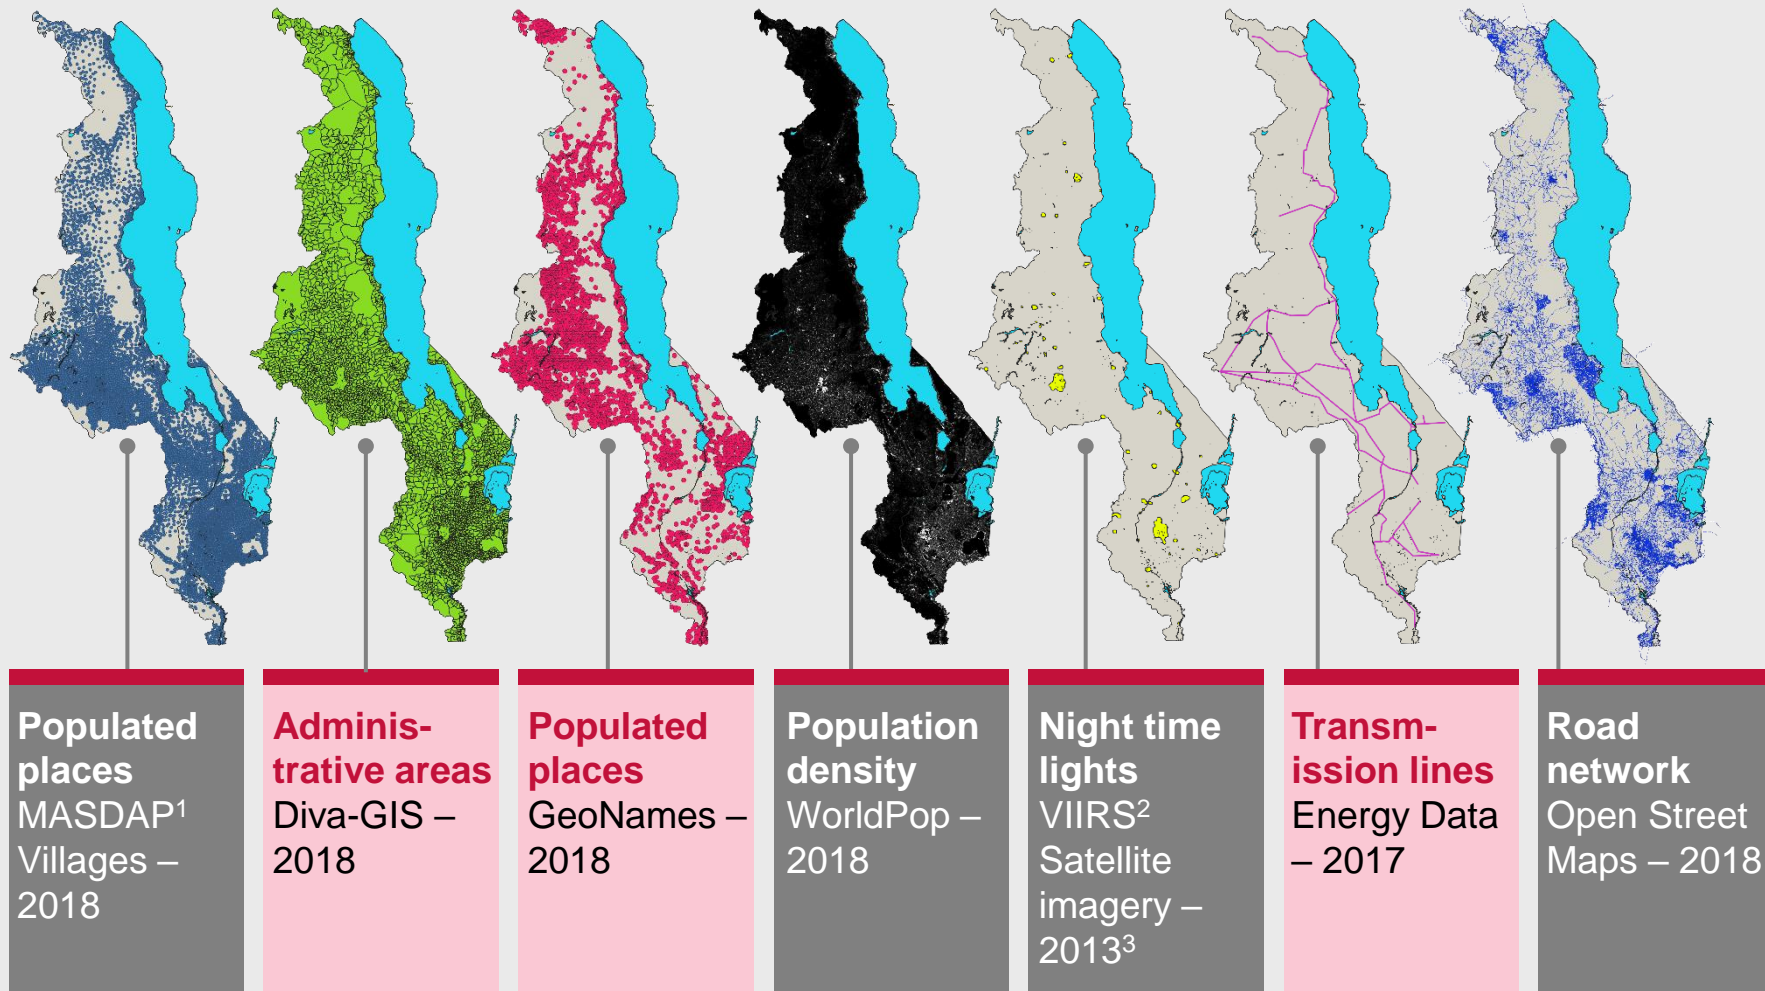 Populated
places
MASDAP¹
Villages –
2018
Adminis-
trative areas
Diva-GIS –
2018
Populated
places
GeoNames –
2018
Population
density
WorldPop –
2018
Night time
lights
VIIRS²
Satellite
imagery –
2013³
Transm-
ission lines
Energy Data
– 2017
Road
network
Open Street
Maps – 2018